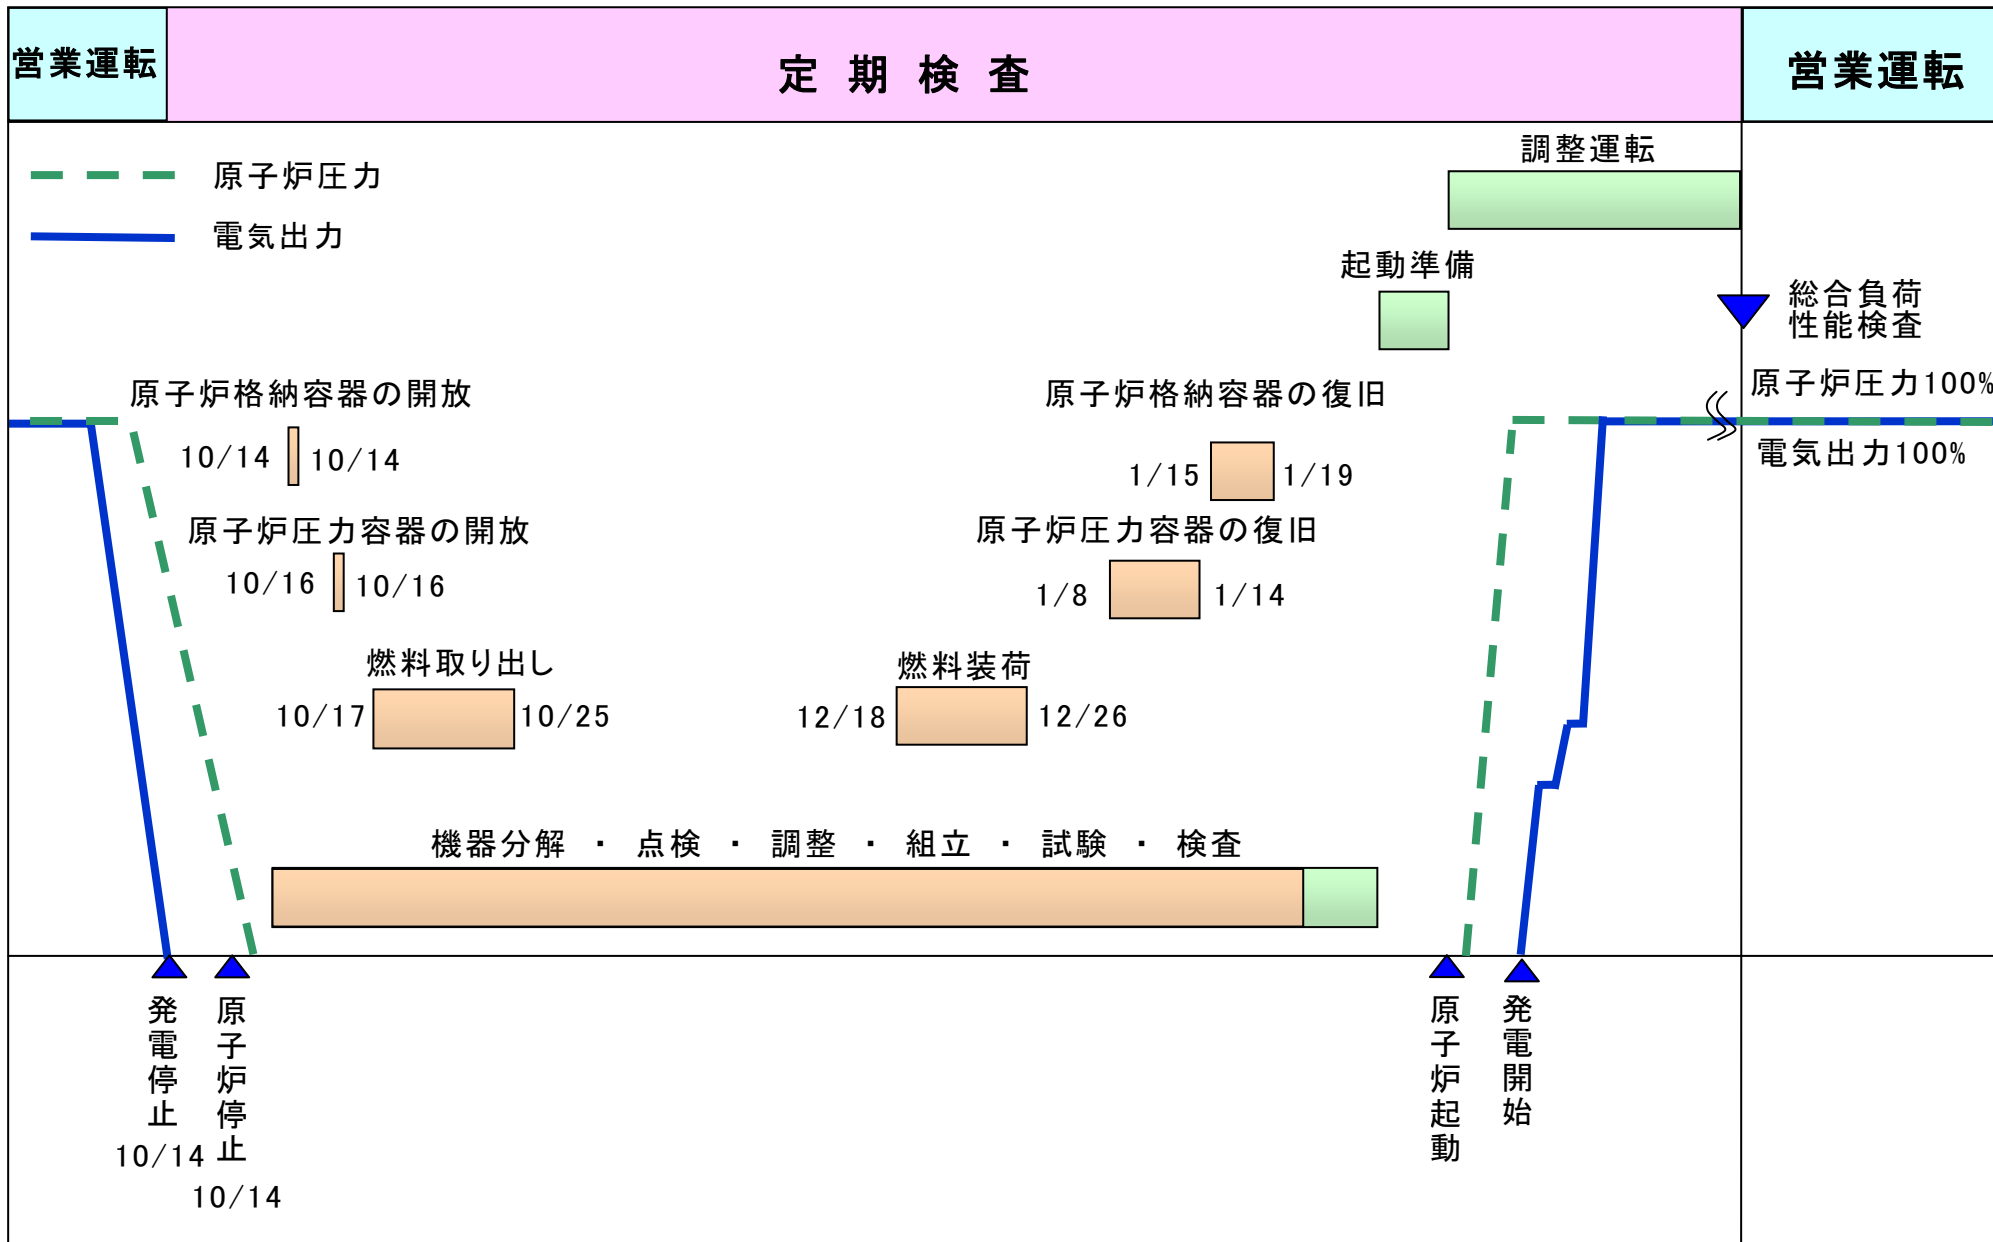 営業運転
定期検査
営業運転
原子炉圧力
電気出力
調整運転
起動準備
総合負荷
性能検査
原子炉圧力100%
電気出力100%
原子炉格納容器の開放
10/14
10/14
原子炉格納容器の復旧
1/15
1/19
原子炉圧力容器の開放
10/16
10/16
原子炉圧力容器の復旧
1/8
1/14
燃料取り出し
10/17
10/25
燃料装荷
12/18
12/26
機器分解 ・ 点検 ・ 調整 ・ 組立 ・ 試験 ・ 検査
発電停止
10/14
原子炉停止
10/14
原子炉起動
発電開始